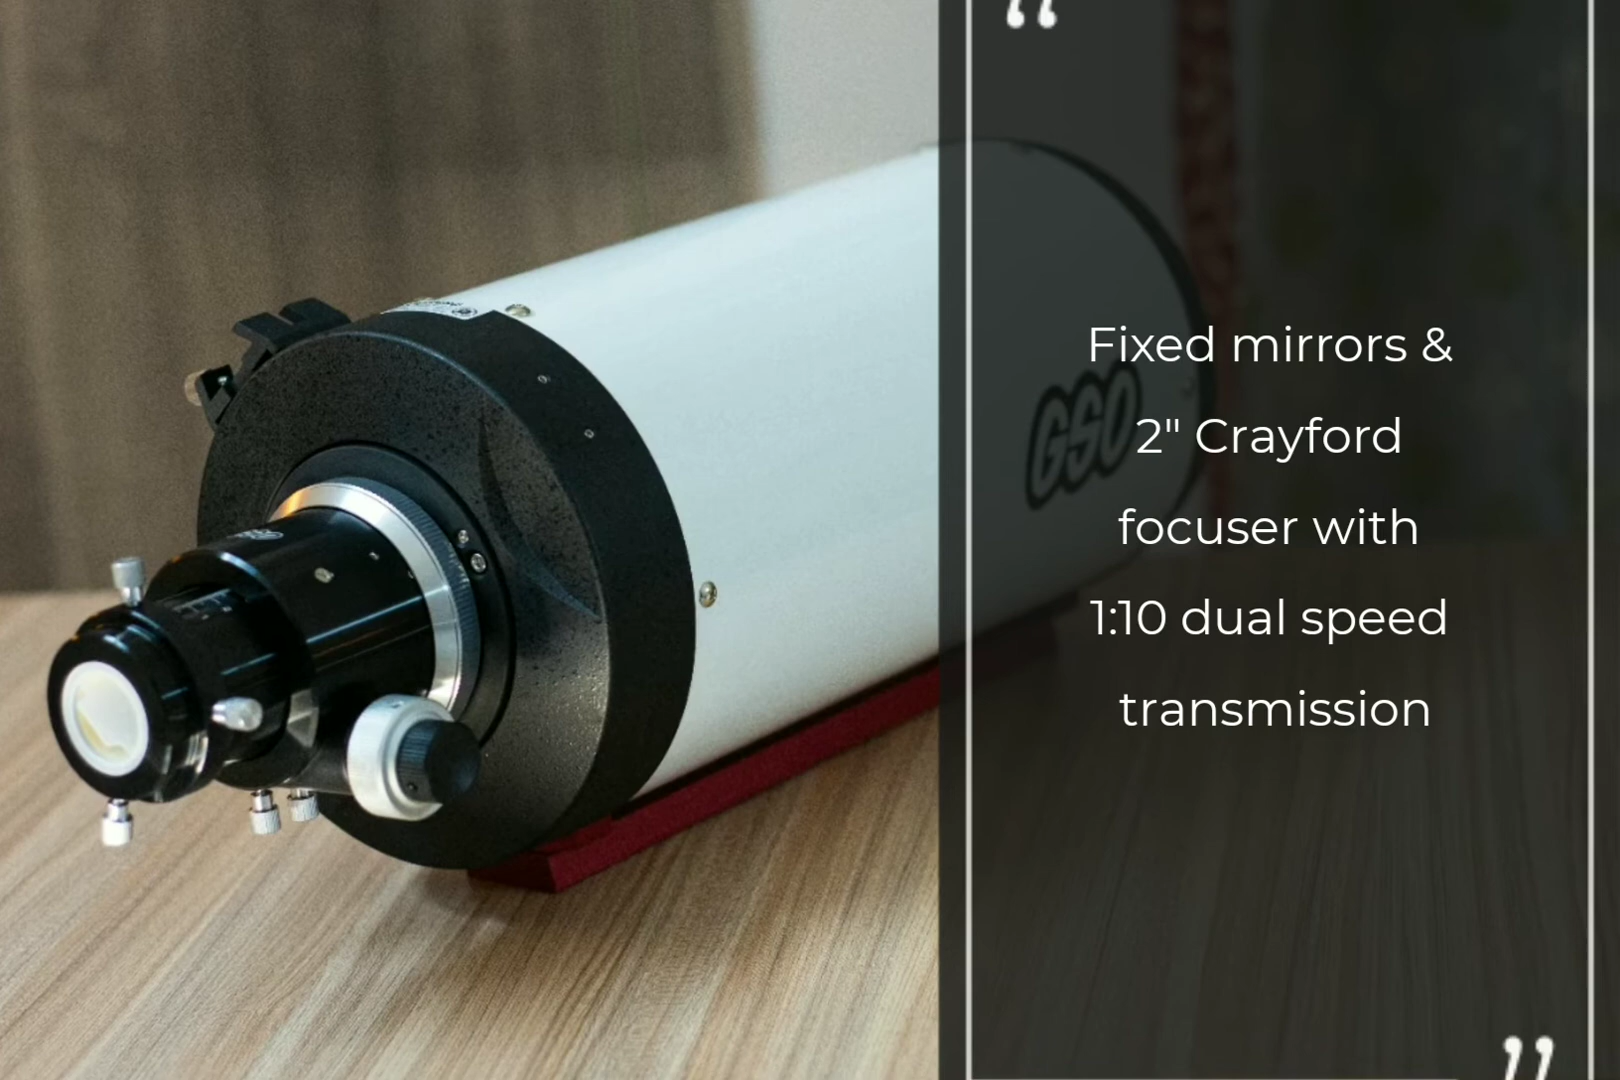 Fixed mirrors &
2" Crayford
focuser with
1:10 dual speed
transmission
GSO